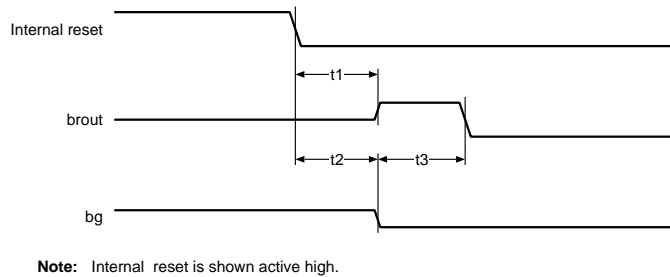 Internal reset
t1
brout
t2
t3
bg
Note: Internal reset is shown active high.